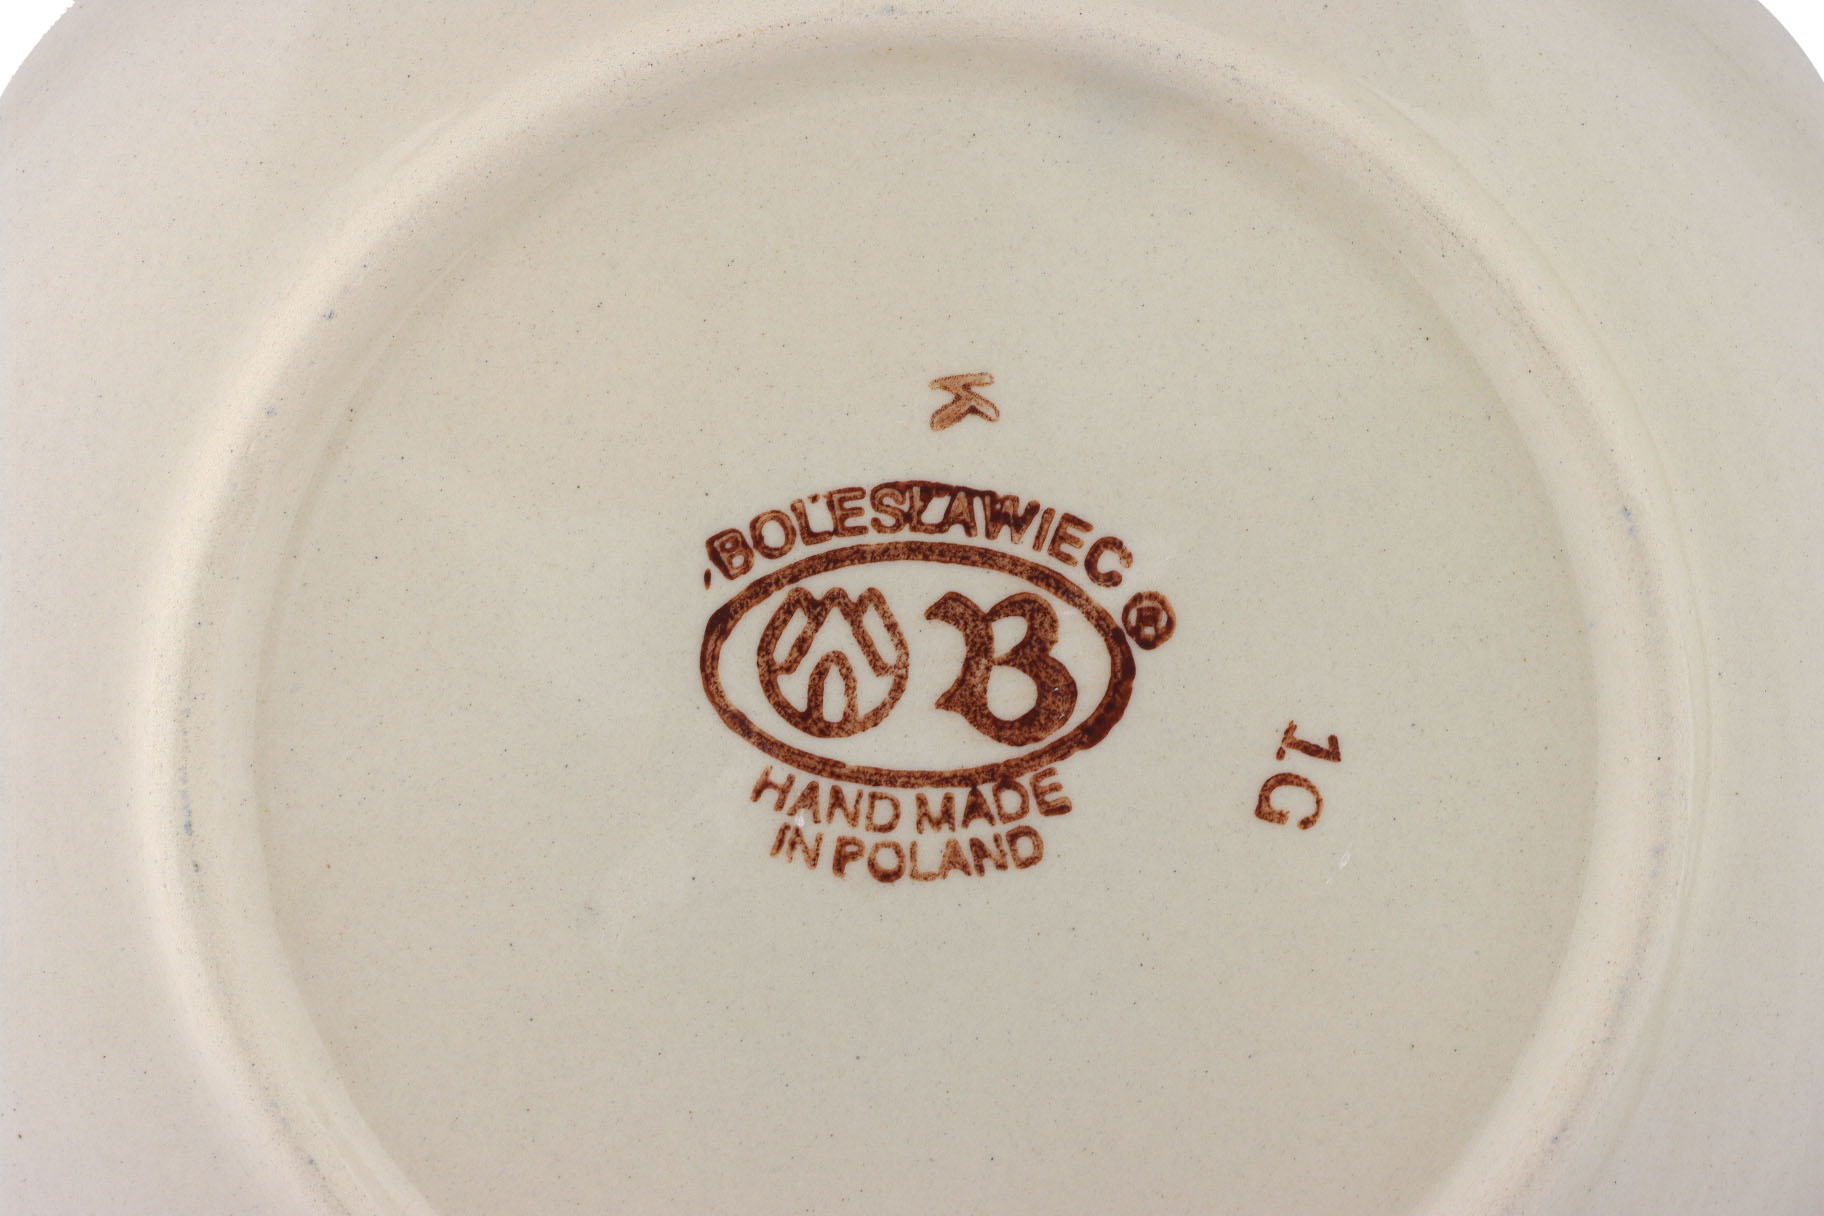 K
BOLESŁAWIEC ®
B
HAND MADE
IN POLAND
1G